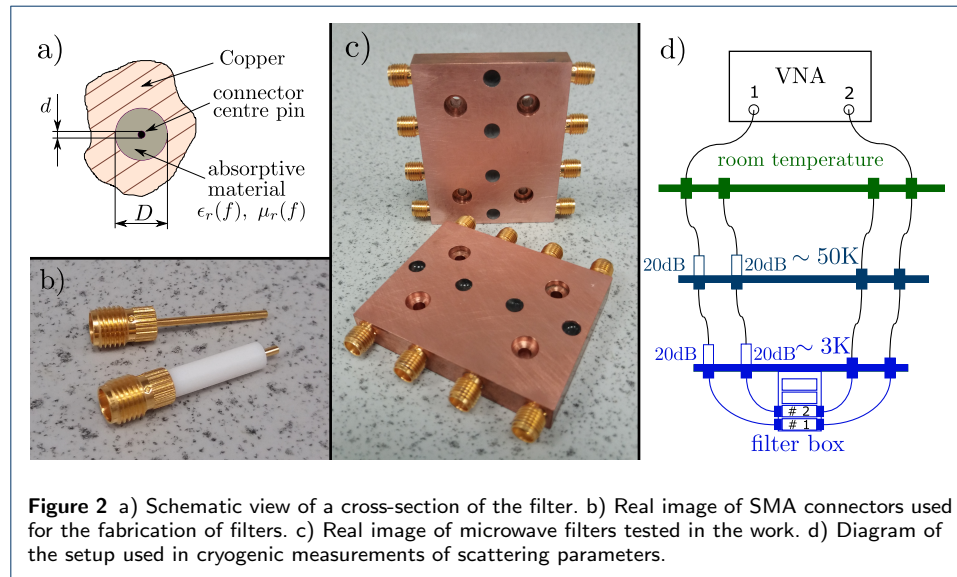 a)
Copper
connector
centre pin
d
absorptive
material
ϵr(f), μr(f)
D
b)
c)
d)
VNA
1
2
room temperature
20dB
20dB
~ 50K
20dB
20dB
~ 3K
# 2
# 1
filter box
Figure 2 a) Schematic view of a cross-section of the filter. b) Real image of SMA connectors used
for the fabrication of filters. c) Real image of microwave filters tested in the work. d) Diagram of
the setup used in cryogenic measurements of scattering parameters.